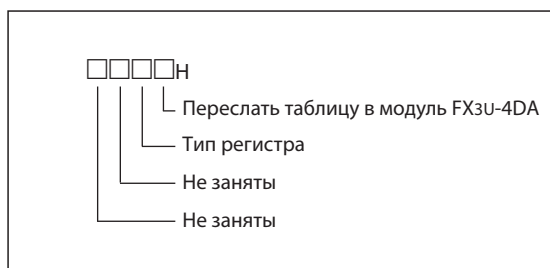 □□□□H
Переслать таблицу в модуль FX3U-4DA
Тип регистра
Не заняты
Не заняты